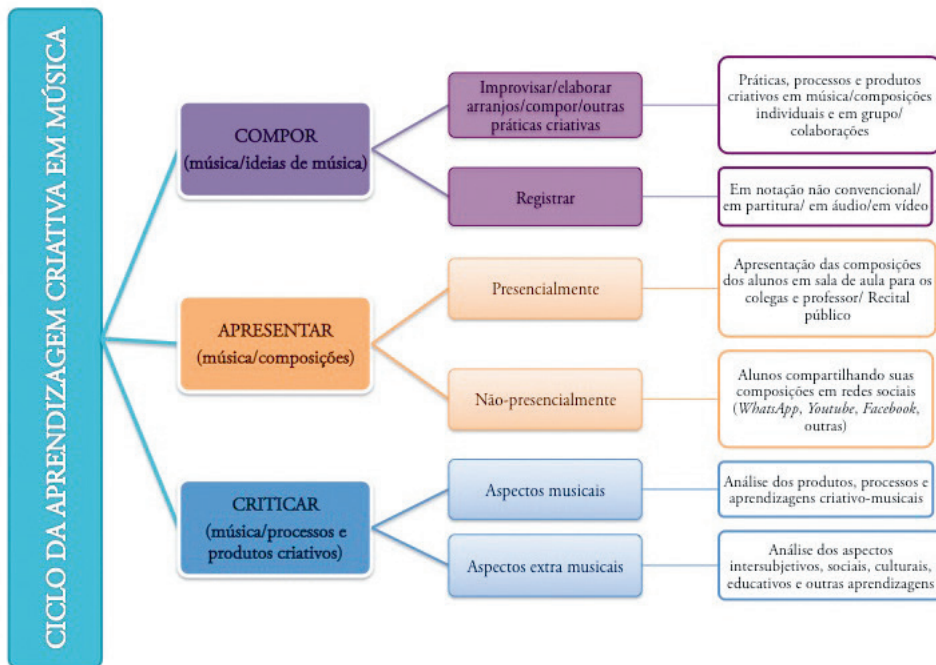 CICLO DA APRENDIZAGEM CRIATIVA EM MÚSICA
COMPOR
(música/ideias de música)
Improvisar/elaborar
arranjos/compor/outras
práticas criativas
Práticas, processos e produtos
criativos em música/composições
individuais e em grupo/
colaborações
Registrar
Em notação não convencional/
em partitura/ em áudio/em vídeo
APRESENTAR
(música/composições)
Presencialmente
Apresentação das composições
dos alunos em sala de aula para os
colegas e professor/ Recital
público
Não-presencialmente
Alunos compartilhando suas
composições em redes sociais
(WhatsApp, Youtube, Facebook,
outras)
CRITICAR
(música/processos e
produtos criativos)
Aspectos musicais
Análise dos produtos, processos e
aprendizagens criativo-musicais
Aspectos extra musicais
Análise dos aspectos
intersubjetivos, sociais, culturais,
educativos e outras aprendizagens